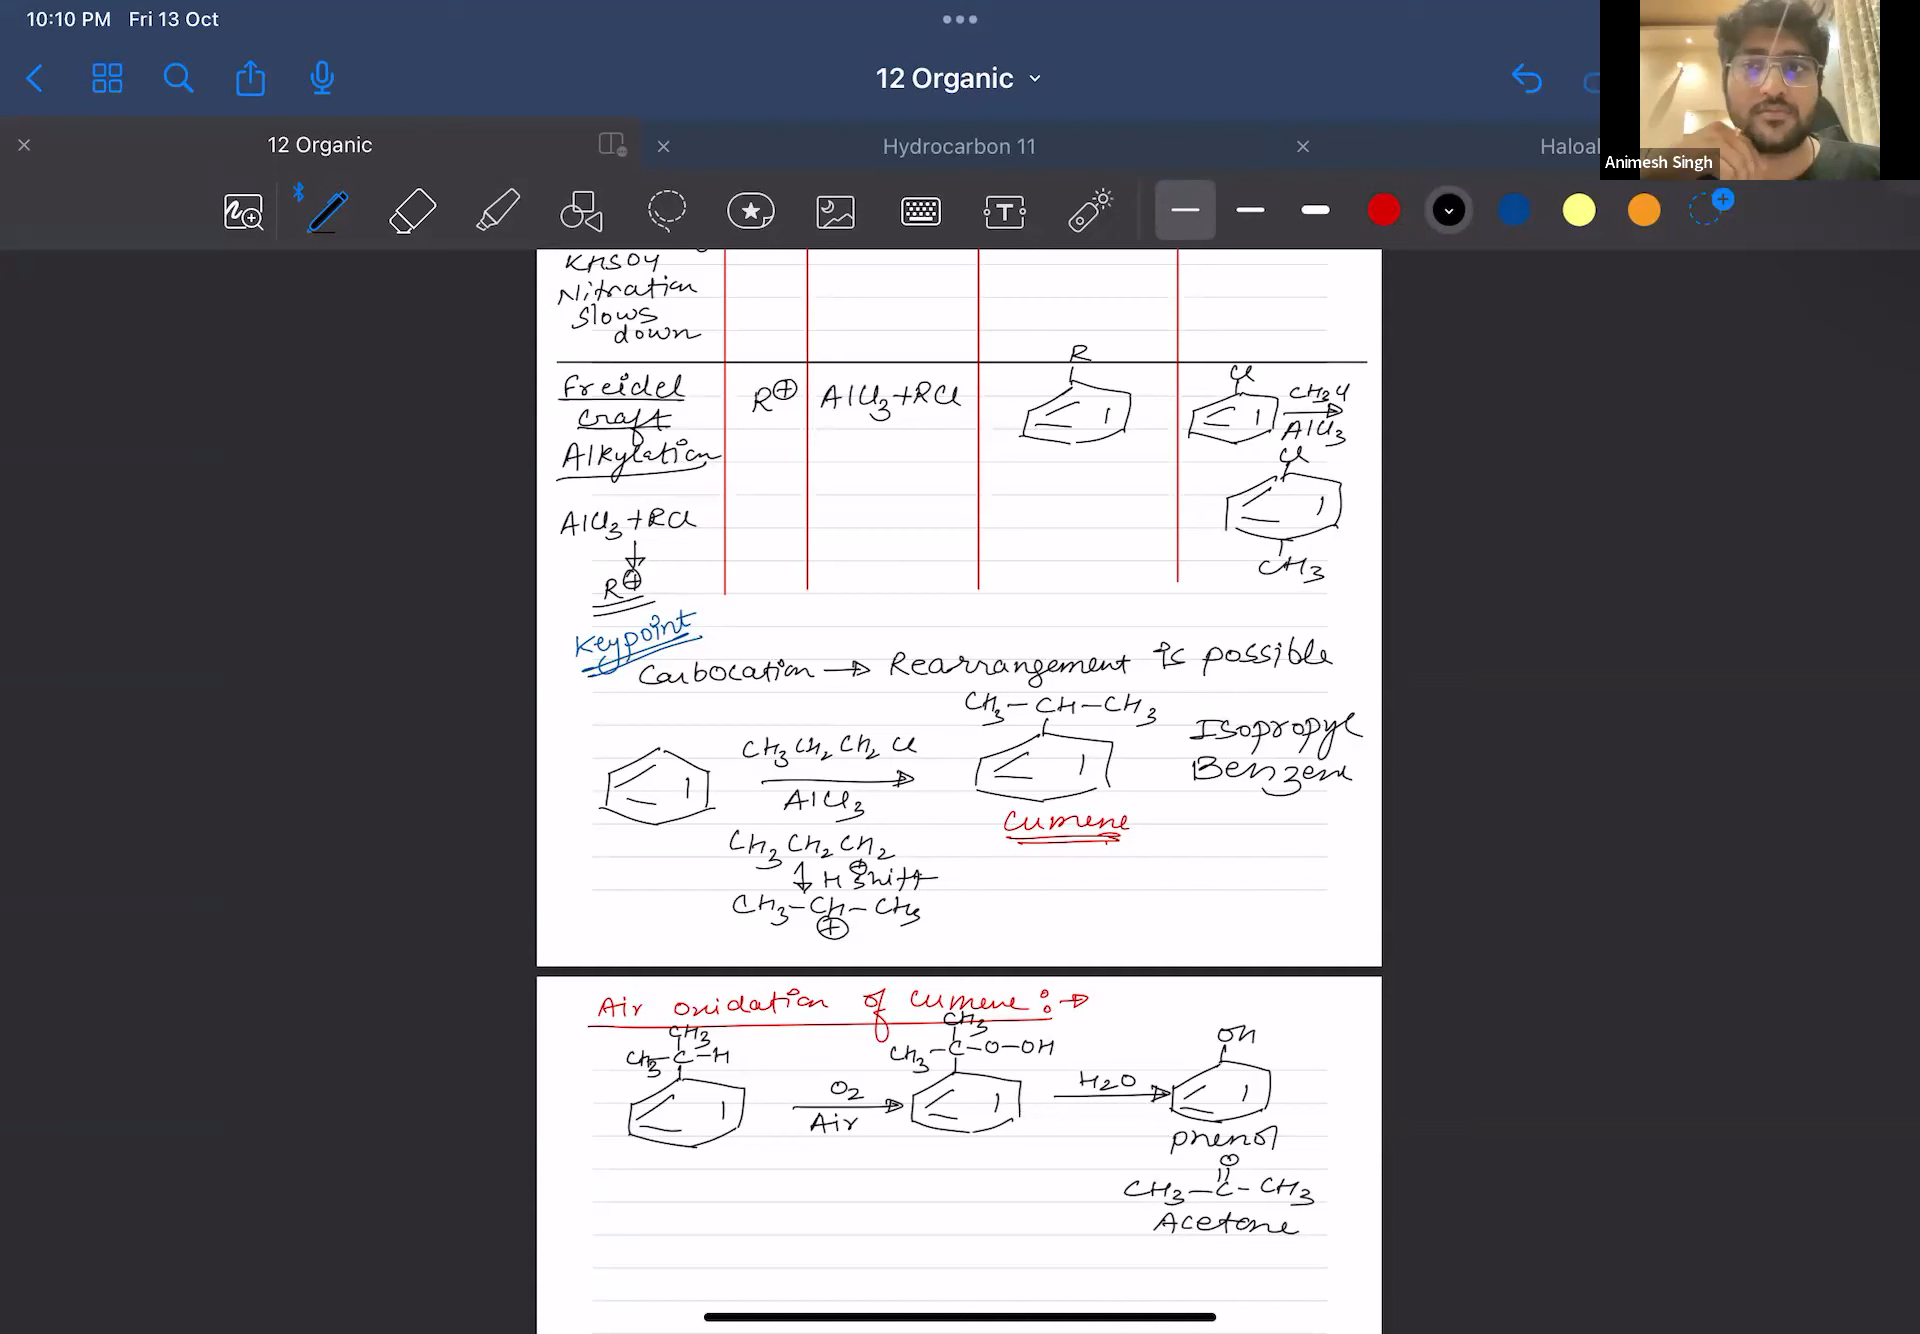 10:10 PM Fri 13 Oct
12 Organic
12 Organic
Hydrocarbon 11
Haloal
Animesh Singh
T
KHSO4
Nitration
Slows
down
Freidel
Craft
Alkylation
R⊕
AlCl3+RCl
R
Cl
CH3Cl
AlCl3
Cl
CH3
AlCl3+RCl
R⊕
Keypoint
Carbocation → Rearrangement is possible
CH3CH2CH2Cl
AlCl3
CH3-CH-CH3
Isopropyl
Benzene
Cumene
CH3CH2CH2
⊕
H Shift
CH3-CH-CH3
⊕
Air oxidation of Cumene :→
CH3
CH3-C-H
O2
Air
CH3
CH3-C-O-OH
H2O
OH
phenol
O
CH3-C-CH3
Acetone